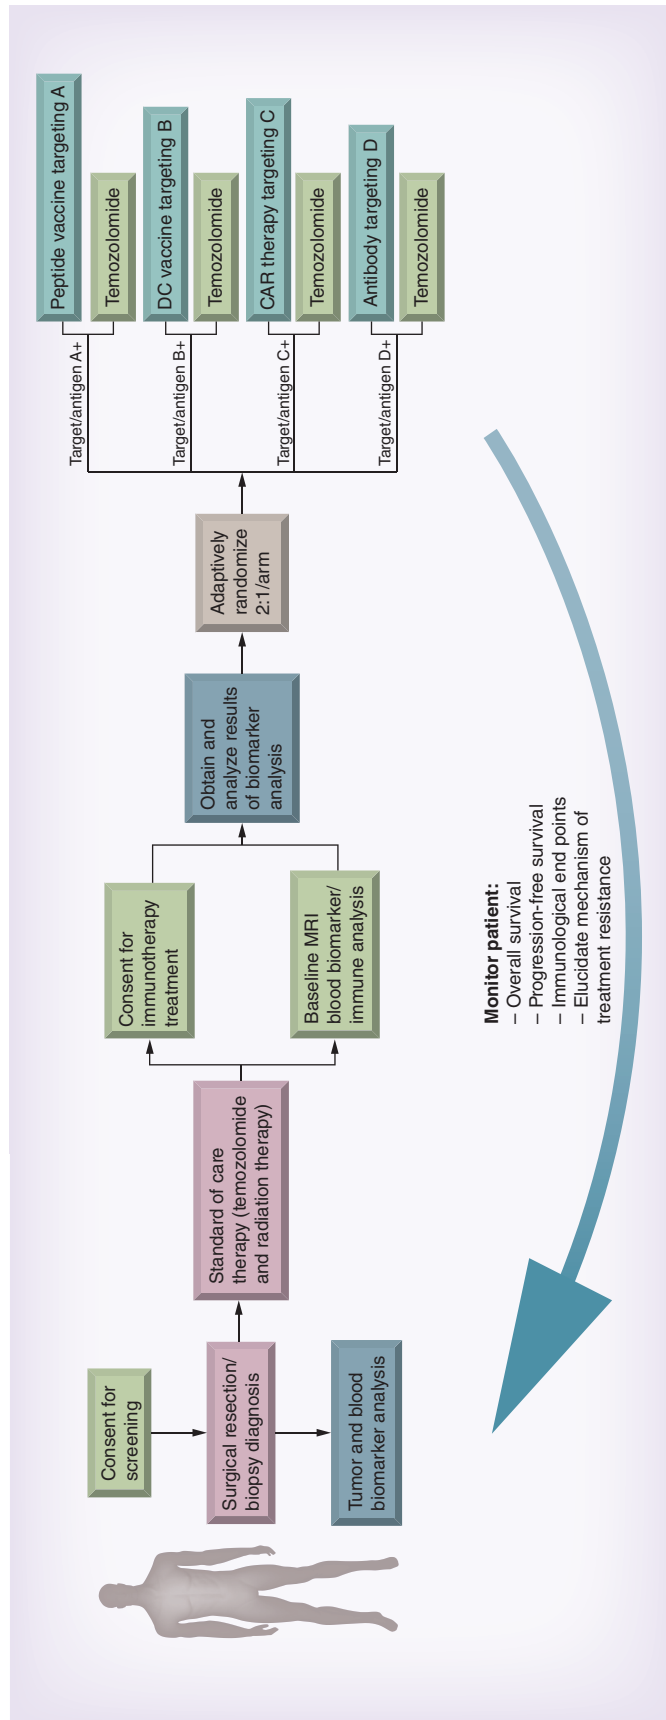 Consent for
screening
Surgical resection/
biopsy diagnosis
Tumor and blood
biomarker analysis
Standard of care
therapy (temozolomide
and radiation therapy)
Consent for
immunotherapy
treatment
Baseline MRI
blood biomarker/
immune analysis
Obtain and
analyze results
of biomarker
analysis
Adaptively
randomize
2:1/arm
Target/antigen A+
Peptide vaccine targeting A
Temozolomide
Target/antigen B+
DC vaccine targeting B
Temozolomide
Target/antigen C+
CAR therapy targeting C
Temozolomide
Target/antigen D+
Antibody targeting D
Temozolomide
Monitor patient:
– Overall survival
– Progression-free survival
– Immunological end points
– Elucidate mechanism of
treatment resistance